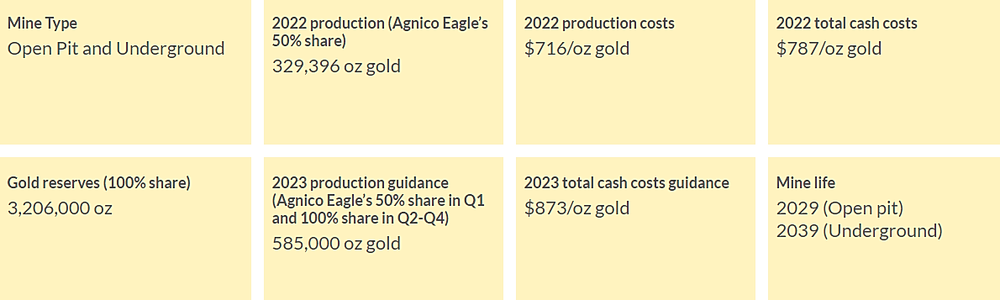 Mine Type
Open Pit and Underground
2022 production (Agnico Eagle’s
50% share)
329,396 oz gold
2022 production costs
$716/oz gold
2022 total cash costs
$787/oz gold
Gold reserves (100% share)
3,206,000 oz
2023 production guidance
(Agnico Eagle’s 50% share in Q1
and 100% share in Q2-Q4)
585,000 oz gold
2023 total cash costs guidance
$873/oz gold
Mine life
2029 (Open pit)
2039 (Underground)